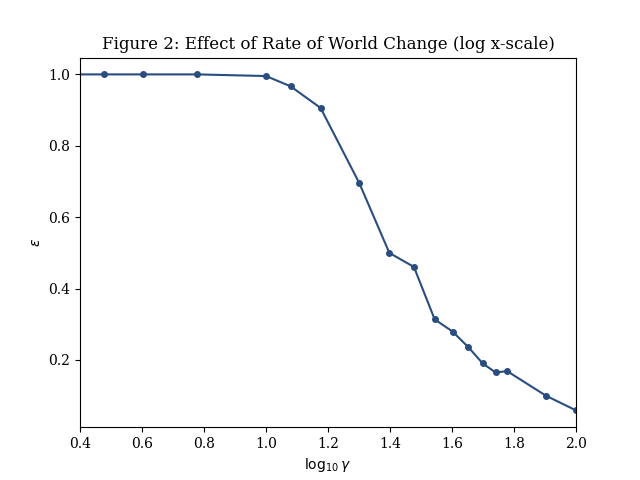 Figure 2: Effect of Rate of World Change (log x-scale)
1.0
0.8
0.6
0.4
0.2
ε
0.4 0.6 0.8 1.0 1.2 1.4 1.6 1.8 2.0
log₁₀ γ